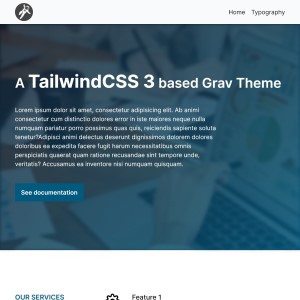 Home Typography
A TailwindCSS 3 based Grav Theme
Lorem ipsum dolor sit amet, consectetur adipisicing elit. Ab animi
consectetur cum distinctio dolores error in iste maiores neque nulla
numquam pariatur porro possimus quas quis, reiciendis sapiente soluta
tenetur?Adipisci animi delectus deserunt dignissimos dolorem dolores
doloribus ea expedita facere fugit harum necessitatibus omnis
perspiciatis quaerat quam ratione recusandae sint tempore unde,
veritatis? Accusamus ea inventore nisi numquam quisquam.
See documentation
OUR SERVICES
Feature 1